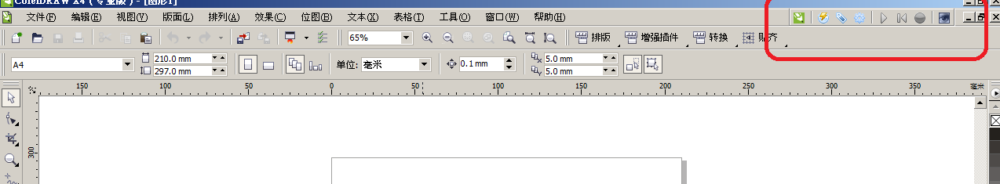 CorelDRAW X4 ( 专业版 ) - [图形1]
文件(F) 编辑(E) 视图(V) 版面(L) 排列(A) 效果(C) 位图(B) 文本(X) 表格(T) 工具(O) 窗口(W) 帮助(H)
65% 排版 增强插件 转换 贴齐
A4 210.0 mm 297.0 mm 单位: 毫米 0.1 mm 5.0 mm 5.0 mm
150 100 50 0 50 100 150 200 250 300 350 毫米
300